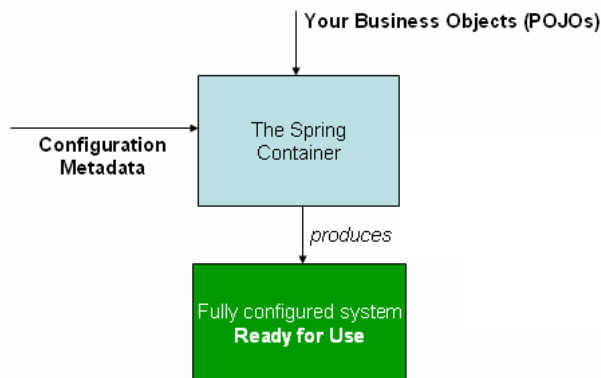 Your Business Objects (POJOs)
The Spring
Container
Configuration
Metadata
produces
Fully configured system
Ready for Use